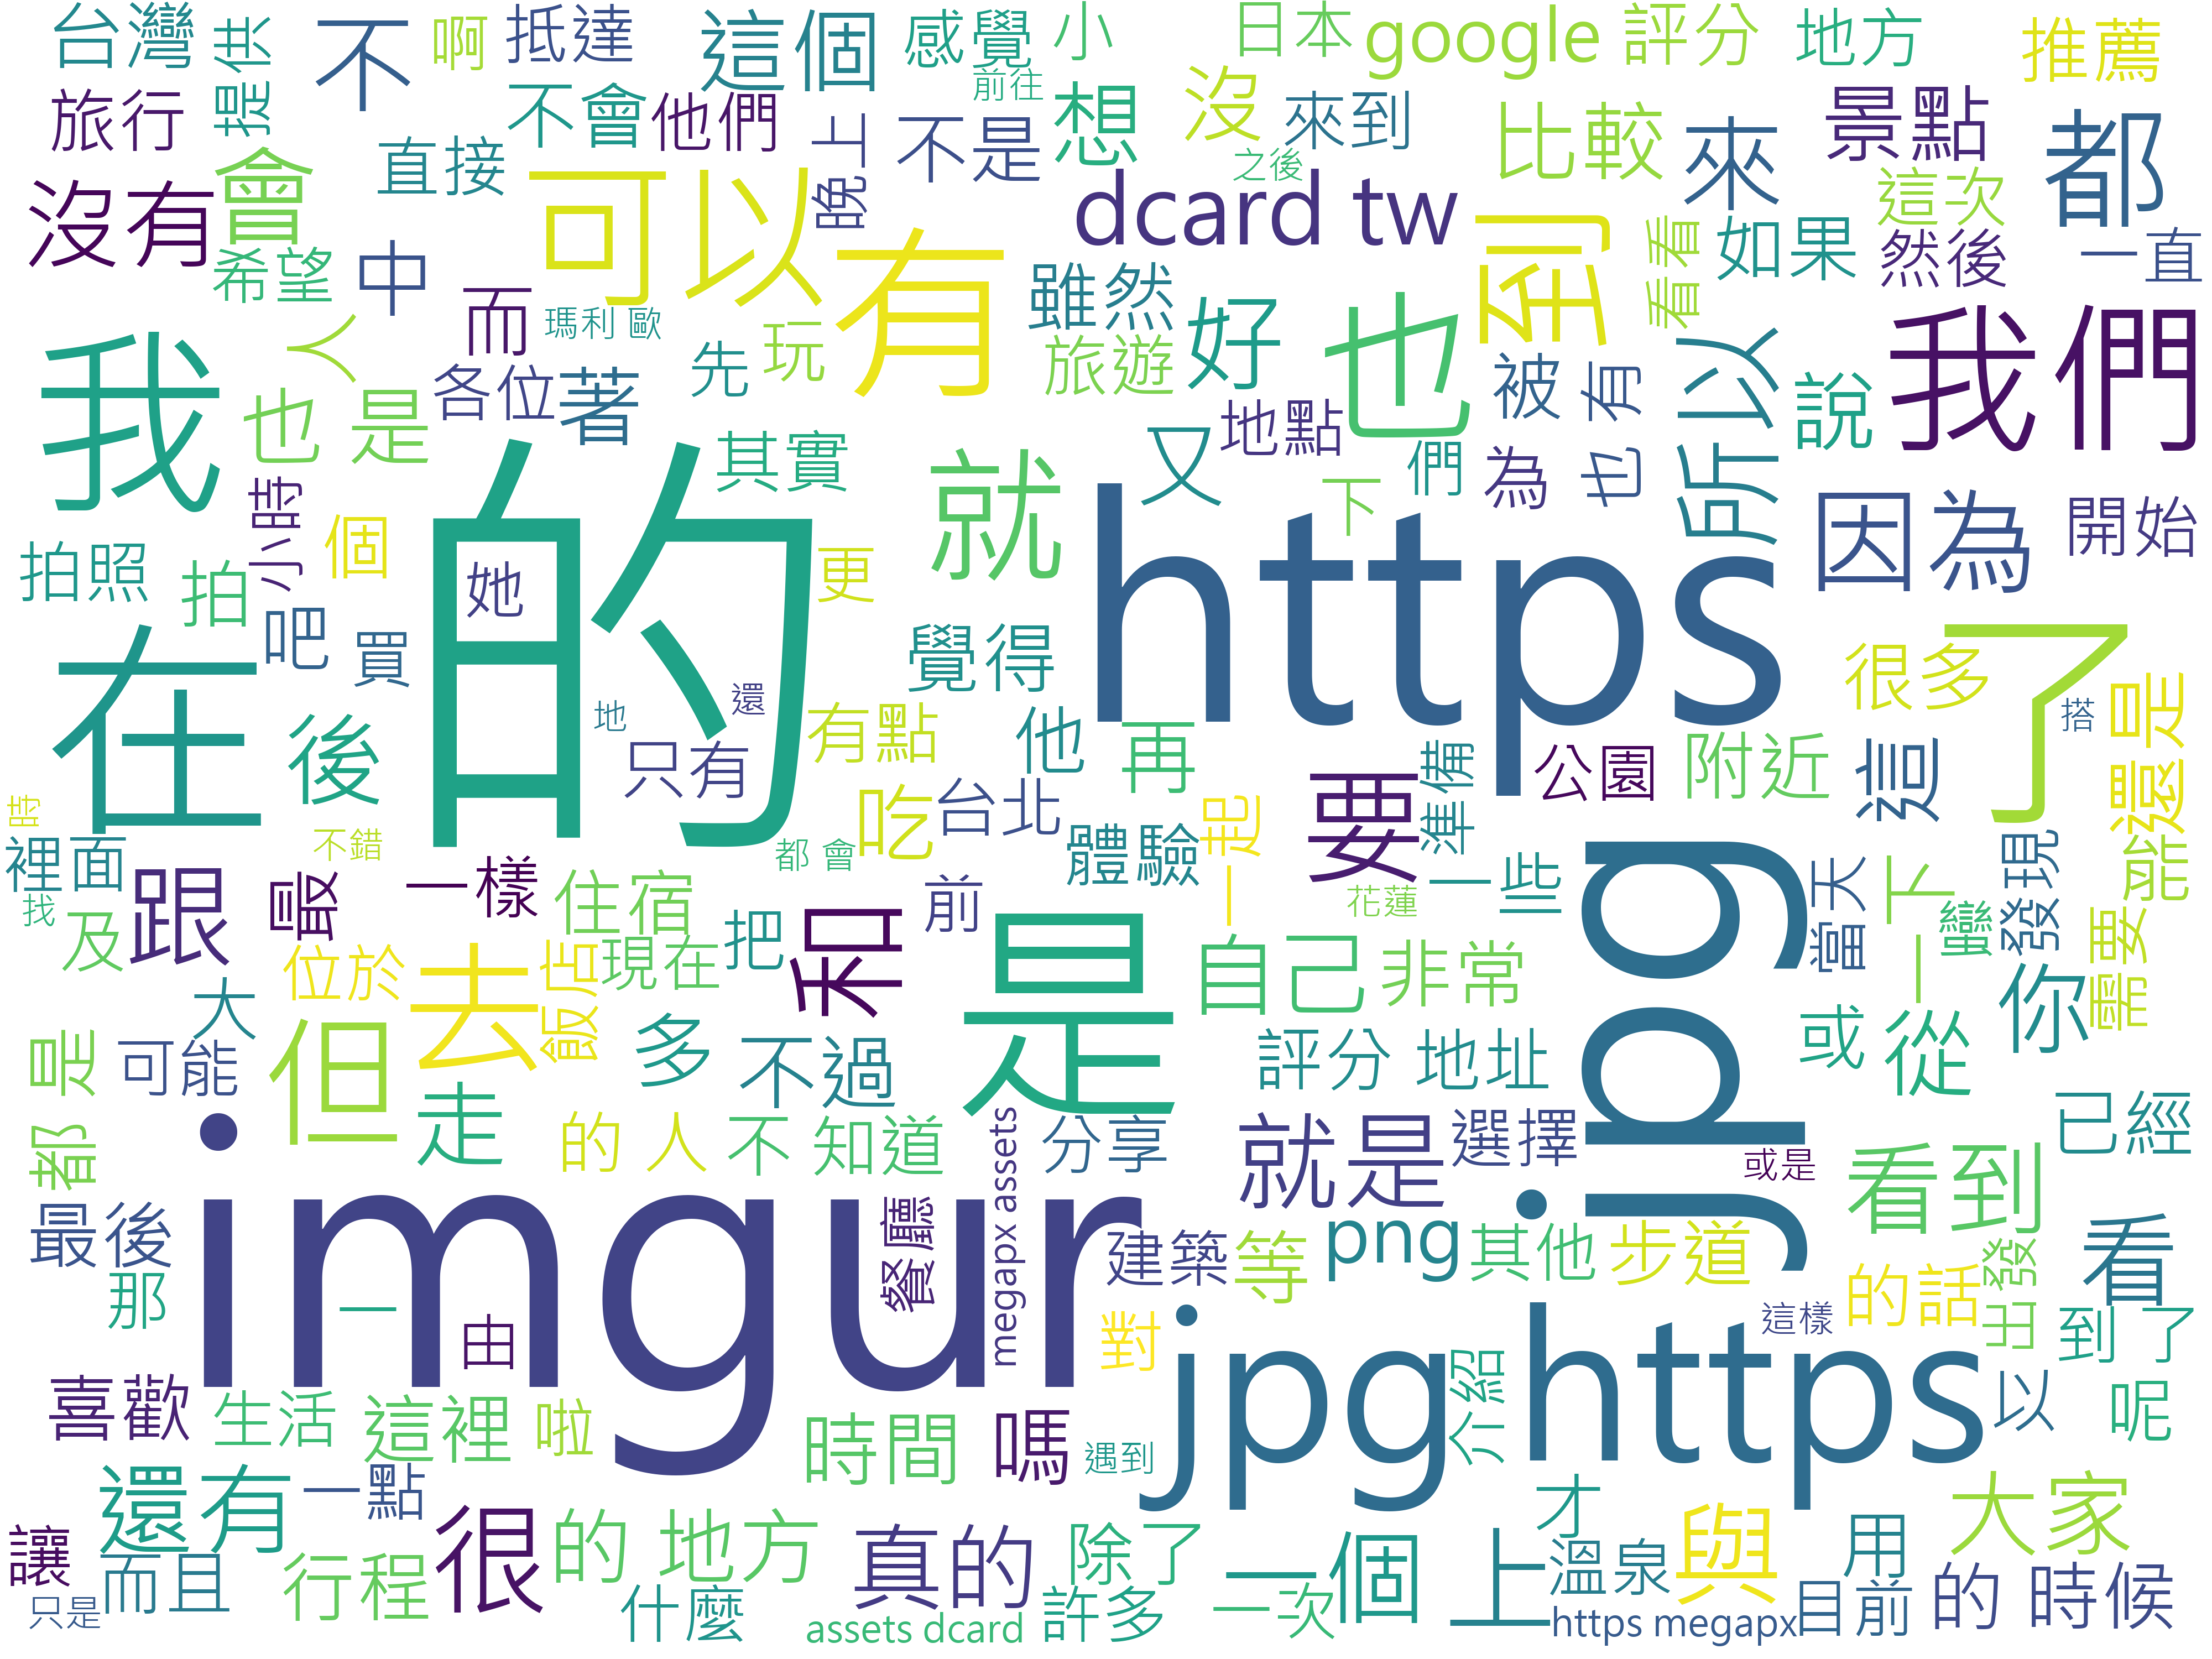 台灣
提供
不
啊
抵達
這個
感覺
小
日本
google 評分
地方
推薦
旅行
不會
他們
前往
想
沒
來到
比較
來
景點
都
沒有
會
直接
可以
晚上
不是
之後
dcard tw
到
看看
如果
這次
然後
一直
希望
中
而
瑪利 歐
有
雖然
好
也
所以
我們
我
人
也 是
各位
著
先
玩
旅遊
地點
被
也 有
說
小時
個
她
的
其實
就
又
下
們
為
https
因為
開始
拍照
拍
吧
買
更
覺得
了
很多
還是
在
後
地
還
只有
有點
他
再
準備
公園
附近
這
搭
時
裡面
找
及
跟
不錯
最
一樣
住宿
都 會
吃
台北
體驗
一起
要
一些
花蓮
jpg
當天
一下
發現
能
需要
蠻
位於
去
飯店
現在
把
和
前
是
自己
非常
你
大
都 是
可能
但
走
多
不過
評分 地址
或
從
已經
imgur
的 人
不 知道
megapx assets
分享
就是
選擇
或是
看到
最後
那
一
由
餐廳
建築
等
png
其他
步道
看
出發
這樣
的話
到 了
對
jpg https
介紹
喜歡
生活
這裡
啦
時間
嗎
遇到
以
呢
還有
一點
讓
而且
行程
很
的 地方
真的
除了
一個
上
才
溫泉
與
用
大家
只是
什麼
assets dcard
許多
一次
https megapx
目前
的 時候